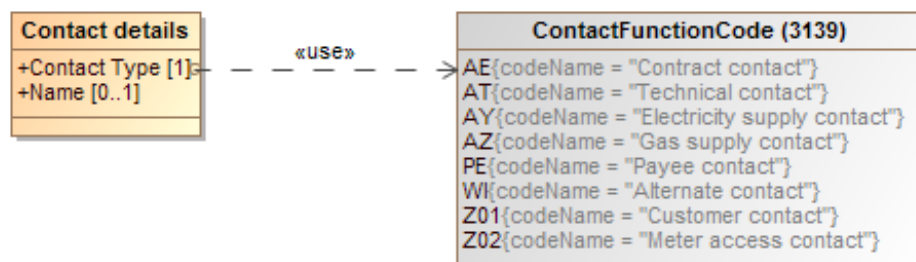 Contact details
+Contact Type [1]
+Name [0..1]
«use»
ContactFunctionCode (3139)
AE{codeName = "Contract contact"}
AT{codeName = "Technical contact"}
AY{codeName = "Electricity supply contact"}
AZ{codeName = "Gas supply contact"}
PE{codeName = "Payee contact"}
WI{codeName = "Alternate contact"}
Z01{codeName = "Customer contact"}
Z02{codeName = "Meter access contact"}